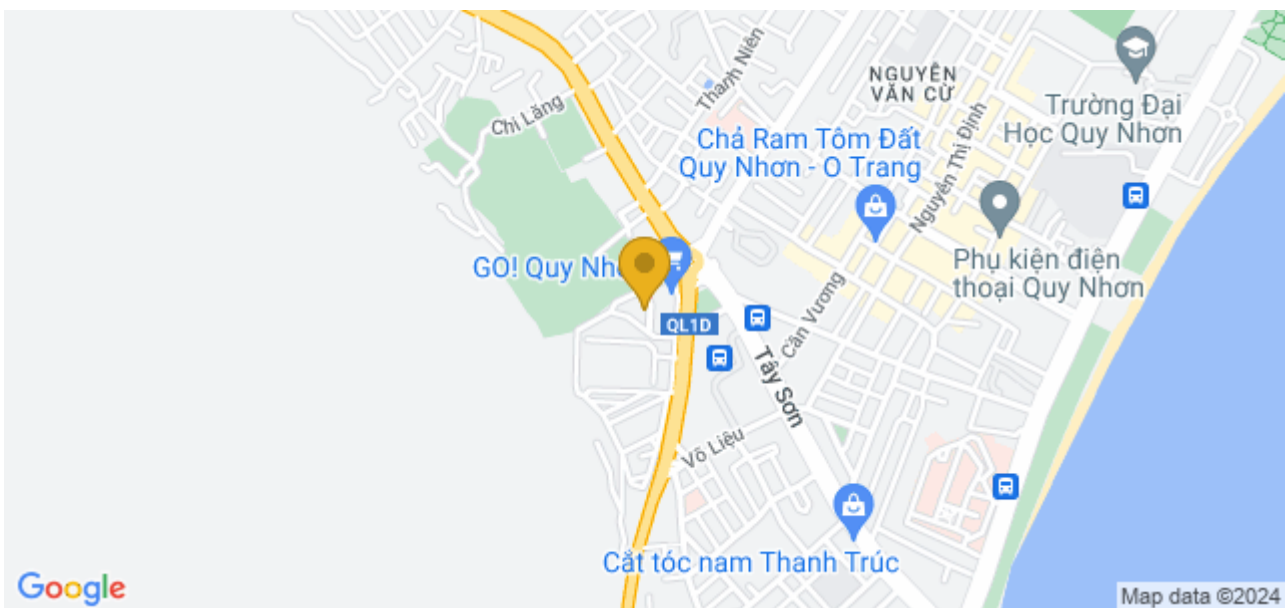 Thanh Niên
NGUYỄN
VĂN CỪ
Trường Đại
Học Quy Nhơn
Chi Lăng
Chả Ram Tôm Đất
Quy Nhơn - O Trang
Nguyễn Thị Định
GO! Quy Nh
Phụ kiện điện
thoại Quy Nhơn
QL1D
Cần Vương
Tây Sơn
Võ Liệu
Cắt tóc nam Thanh Trúc
Google
Map data ©2024